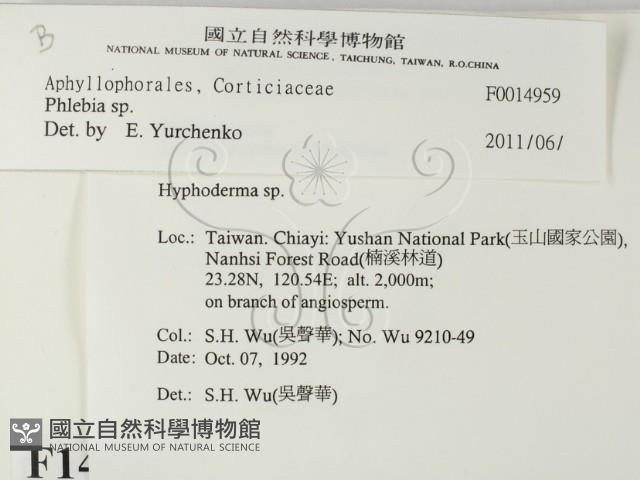 B
國立自然科學博物館
NATIONAL MUSEUM OF NATURAL SCIENCE, TAICHUNG, TAIWAN, R.O.CHINA
Aphyllophorales, Corticiaceae F0014959
Phlebia sp.
Det. by E. Yurchenko 2011/06/
Hyphoderma sp.
Loc.: Taiwan. Chiayi: Yushan National Park(玉山國家公園),
Nanhsi Forest Road(楠溪林道)
23.28N, 120.54E; alt. 2,000m;
on branch of angiosperm.
Col.: S.H. Wu(吳聲華); No. Wu 9210-49
Date: Oct. 07, 1992
Det.: S.H. Wu(吳聲華)
國立自然科學博物館
NATIONAL MUSEUM OF NATURAL SCIENCE
F14